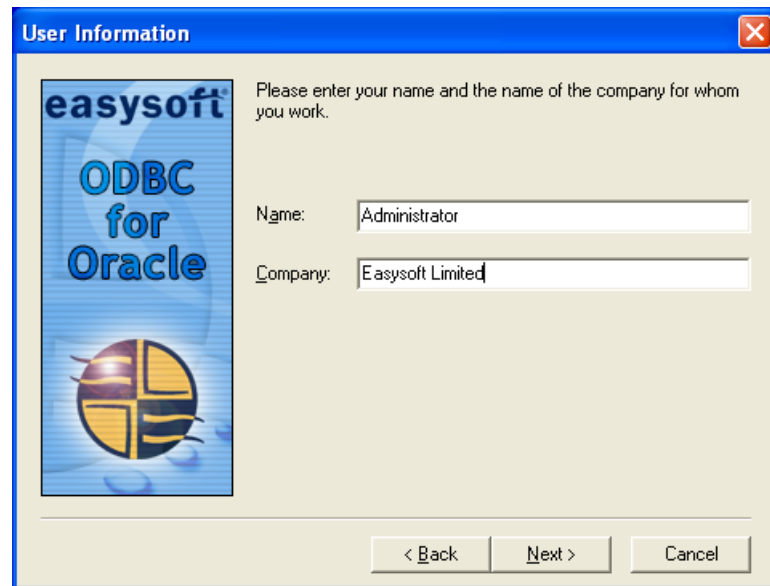 User Information
easysoft
ODBC
for
Oracle
Please enter your name and the name of the company for whom
you work.
Name: Administrator
Company: Easysoft Limited
< Back Next > Cancel